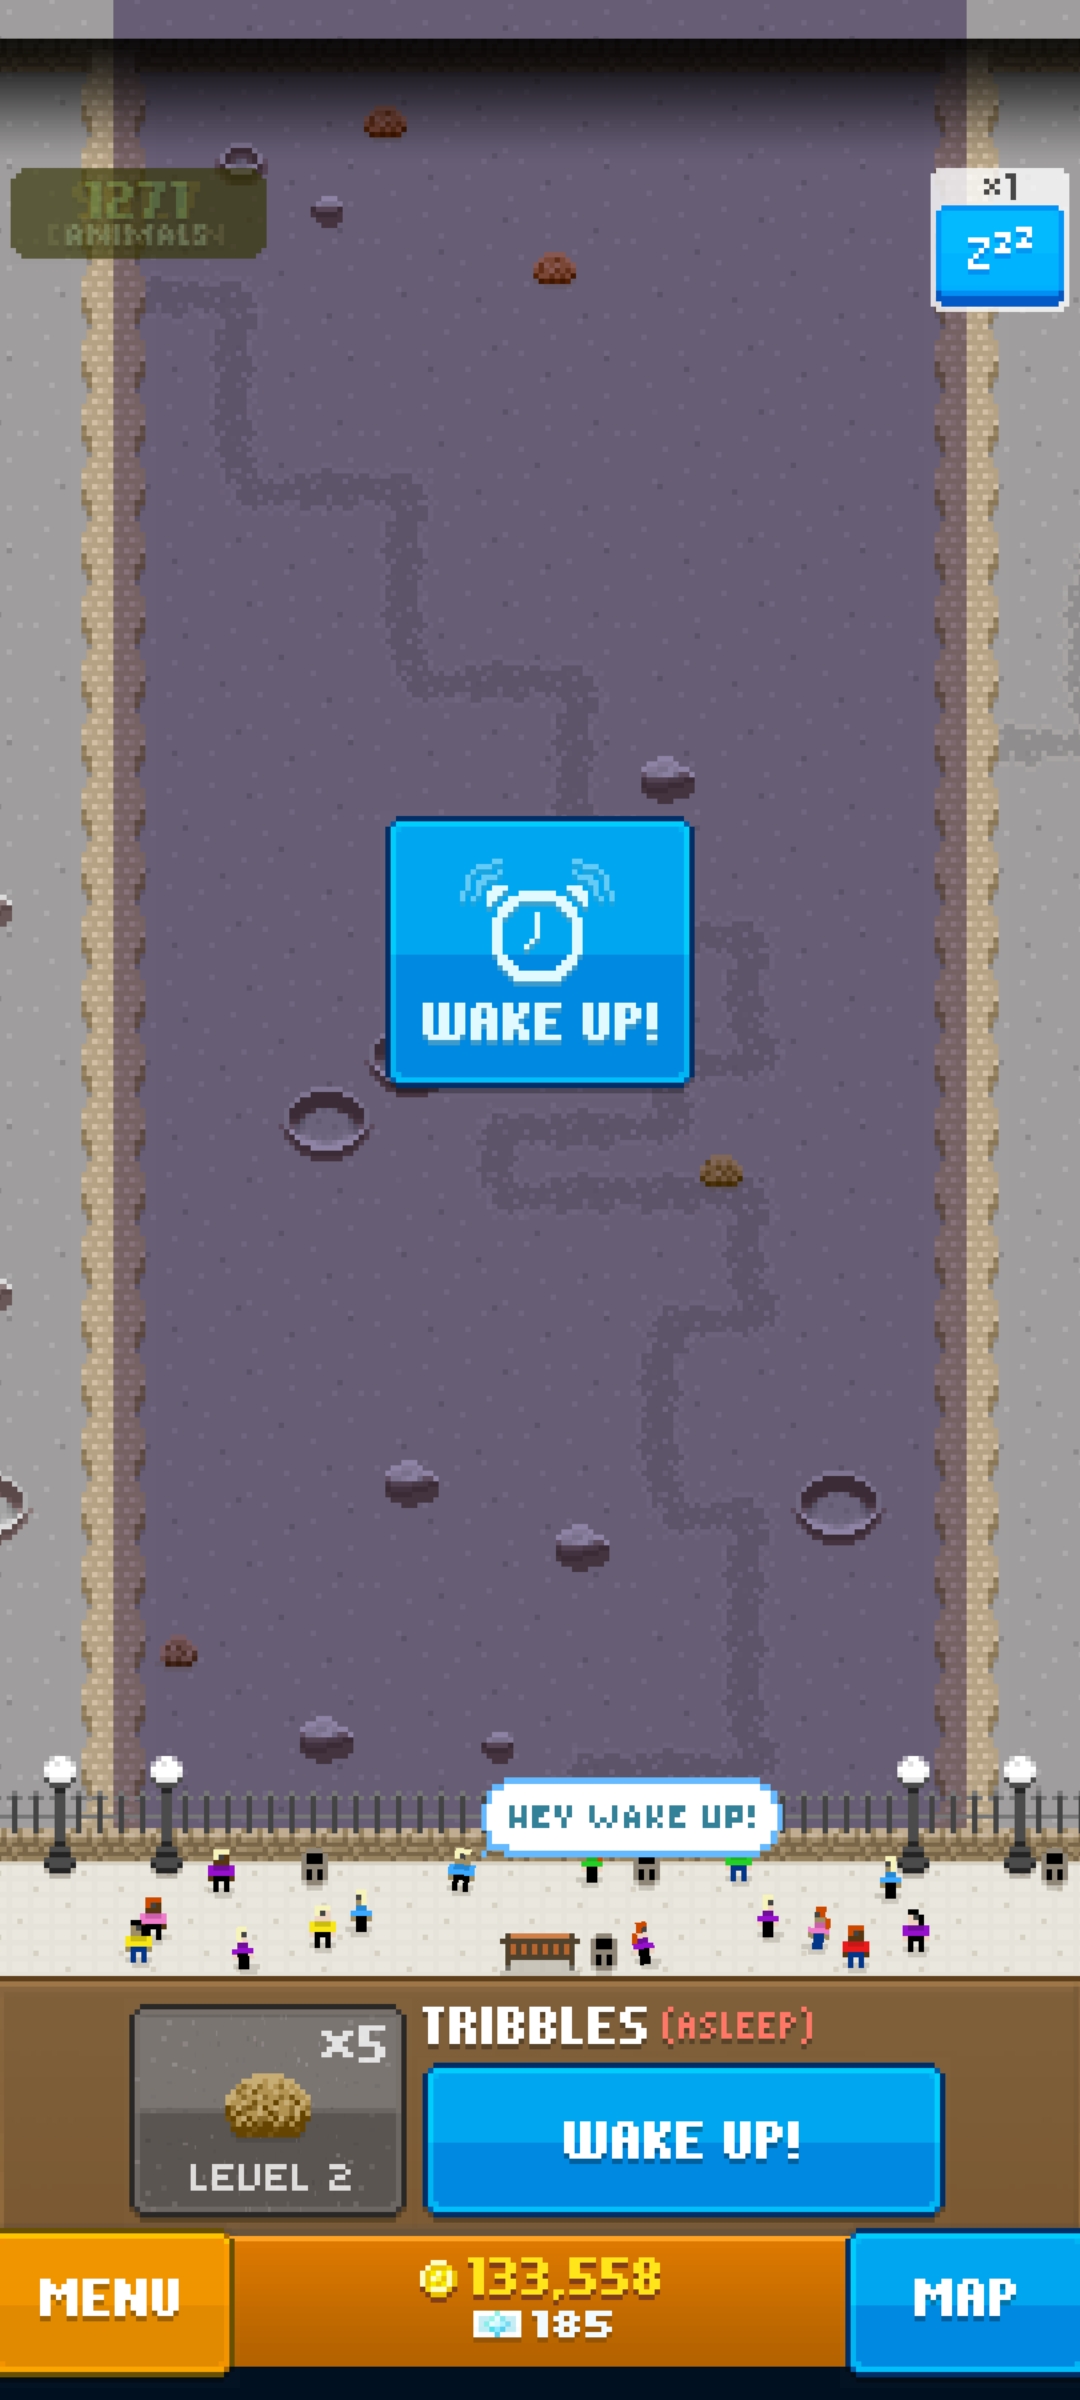 ANIMALS
x1
zzz
WAKE UP!
HEY WAKE UP!
x5
LEVEL 2
TRIBBLES (ASLEEP)
WAKE UP!
MENU
133,558
185
MAP